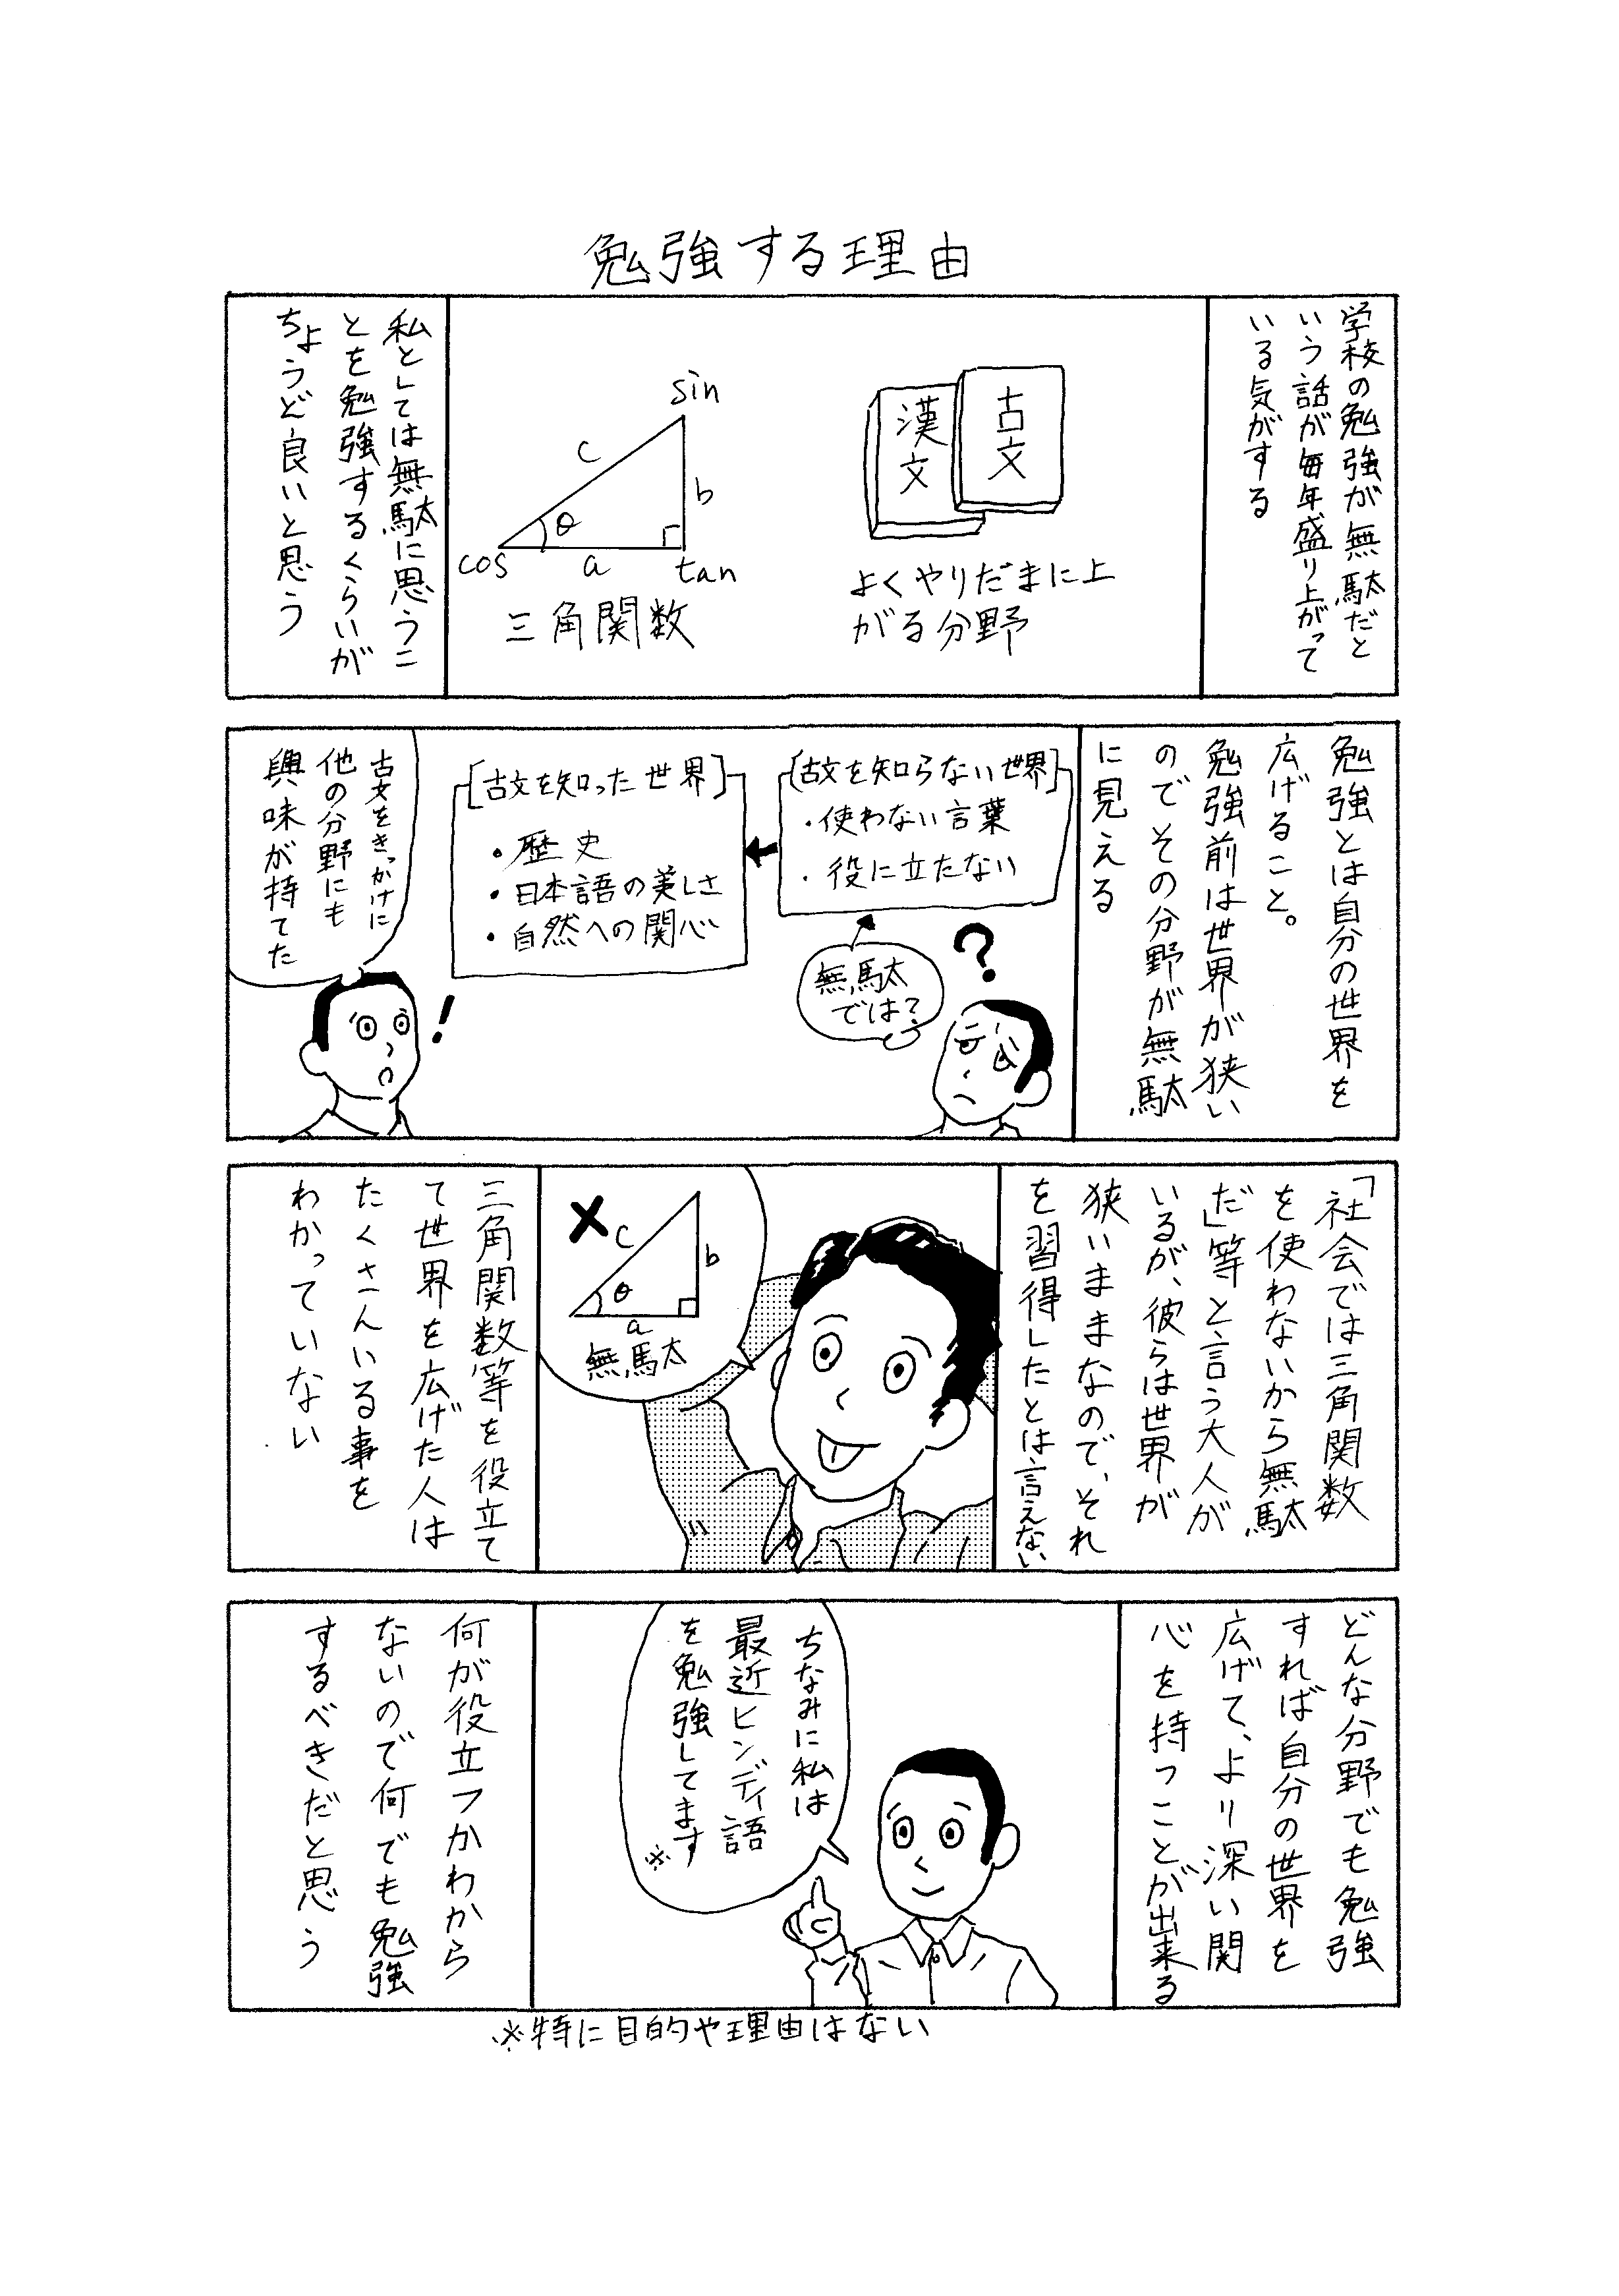 勉強する理由
学校の勉強が無駄だと
いう話が毎年盛り上がって
いる気がする
古文
漢文
よくやりだまに上
がる分野
sin
c
b
θ
cos
a
tan
三角関数
私としては無駄に思うこ
とを勉強するくらいが
ちょうど良いと思う
勉強とは自分の世界を
広げること。
勉強前は世界が狭い
のでその分野が無駄
に見える
[古文を知らない世界]
・使わない言葉
・役に立たない
?
無駄
では?
[古文を知った世界]
・歴史
・日本語の美しさ
・自然への関心
!
古文をきっかけに
他の分野にも
興味が持てた
「社会では三角関数
を使わないから無駄
だ」等と言う大人が
いるが、彼らは世界が
狭いままなので、それ
を習得したとは言えない
×
c
b
θ
a
無駄
三角関数等を役立て
て世界を広げた人は
たくさんいる事を
わかっていない
どんな分野でも勉強
すれば自分の世界を
広げて、より深い関
心を持つことが出来る
ちなみに私は
最近ヒンディ語
を勉強してます
※
何が役立つかわから
ないので何でも勉強
するべきだと思う
※特に目的や理由はない